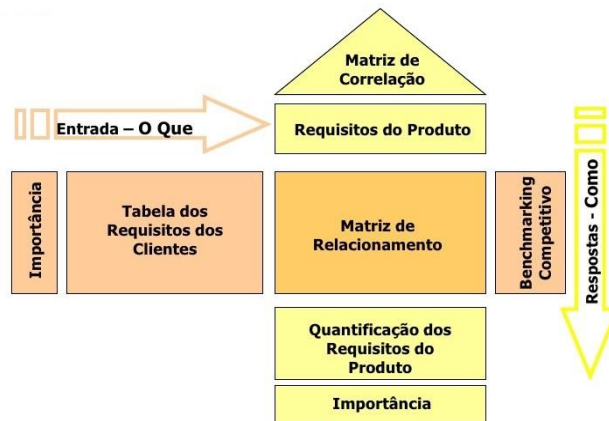 Matriz de
Correlação
Entrada – O Que
Requisitos do Produto
Importância
Tabela dos
Requisitos dos
Clientes
Matriz de
Relacionamento
Benchmarking
Competitivo
Respostas - Como
Quantificação dos
Requisitos do
Produto
Importância